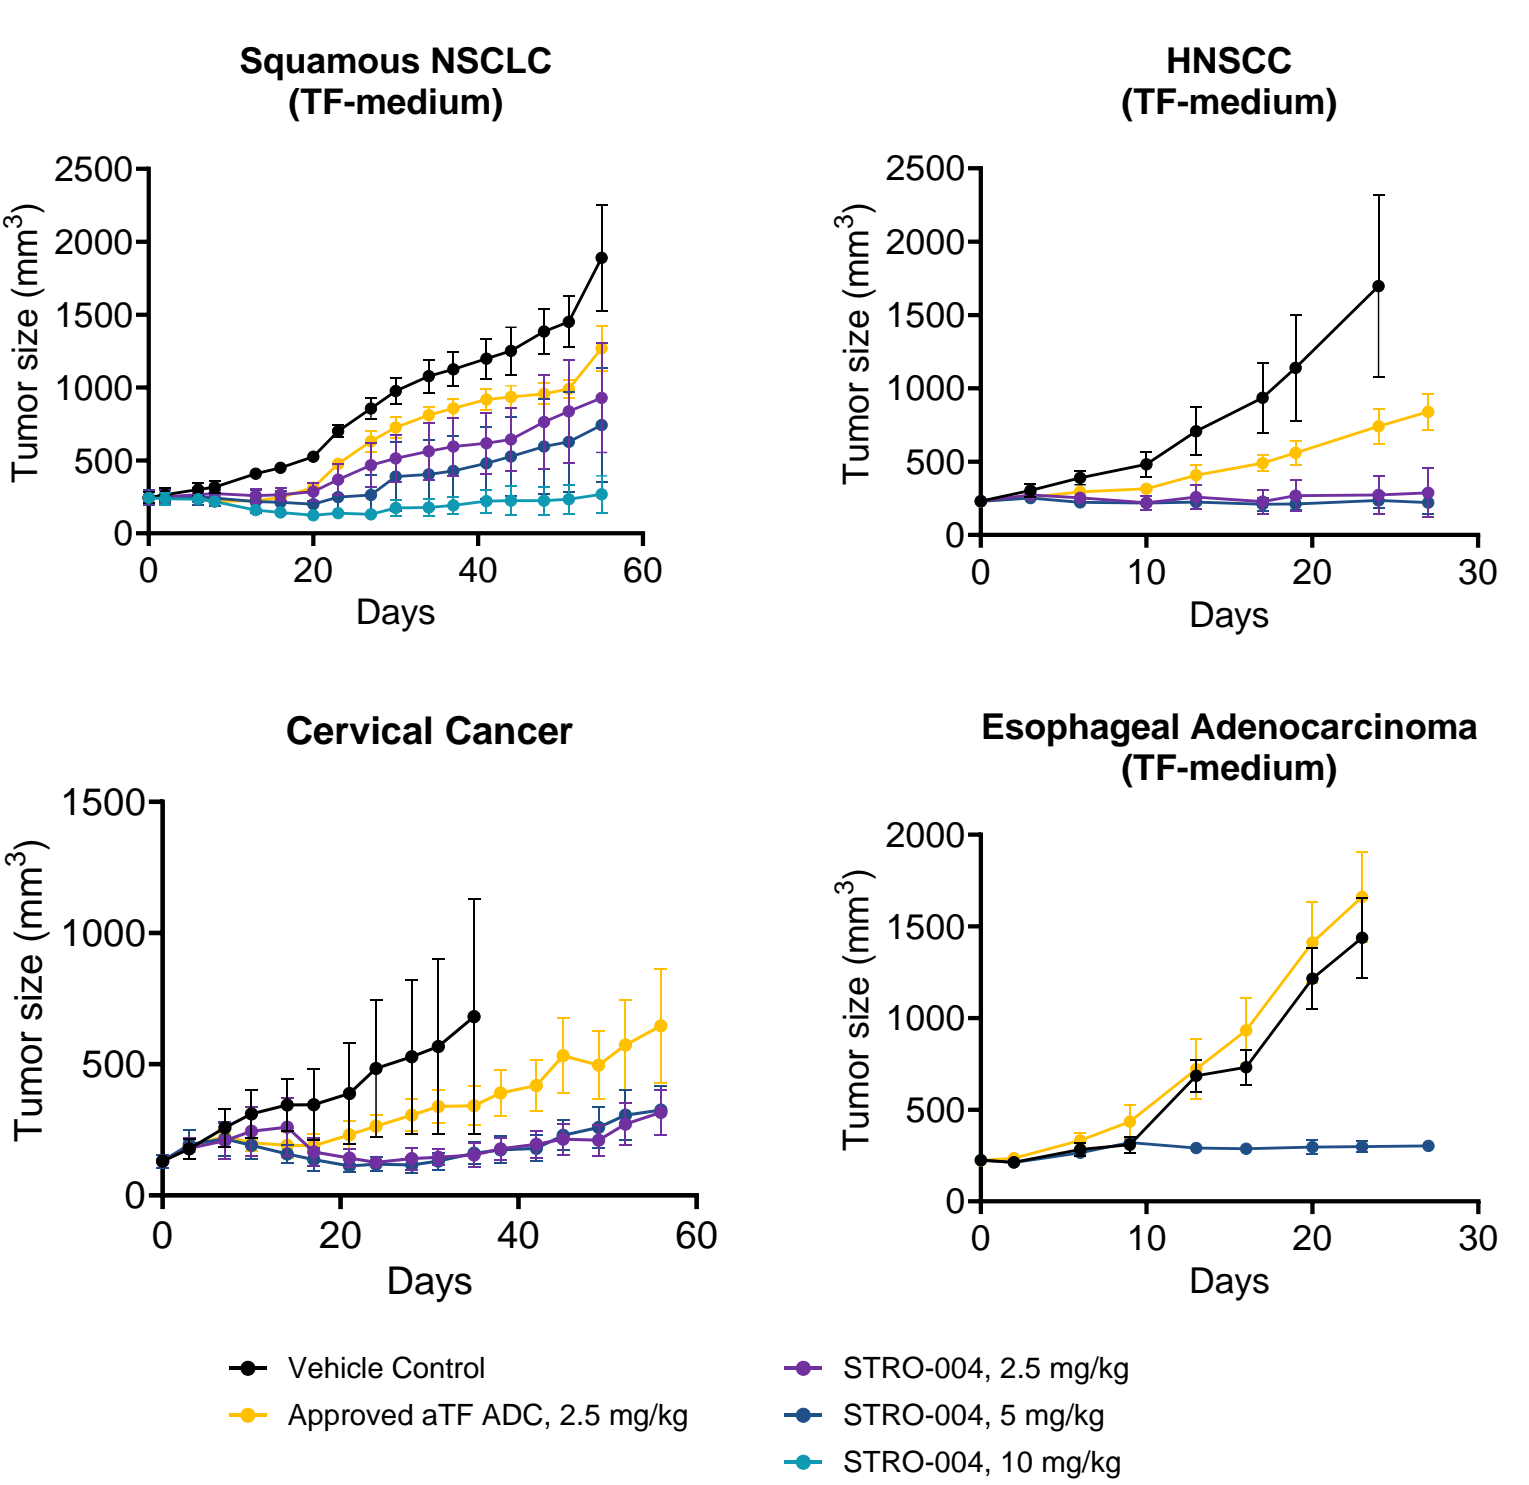 Squamous NSCLC
(TF-medium)
2500
2000
1500
1000
500
0
0 20 40 60
Tumor size (mm³)
Days
HNSCC
(TF-medium)
2500
2000
1500
1000
500
0
0 10 20 30
Tumor size (mm³)
Days
Cervical Cancer
1500
1000
500
0
0 20 40 60
Tumor size (mm³)
Days
Esophageal Adenocarcinoma
(TF-medium)
2000
1500
1000
500
0
0 10 20 30
Tumor size (mm³)
Days
Vehicle Control
Approved aTF ADC, 2.5 mg/kg
STRO-004, 2.5 mg/kg
STRO-004, 5 mg/kg
STRO-004, 10 mg/kg